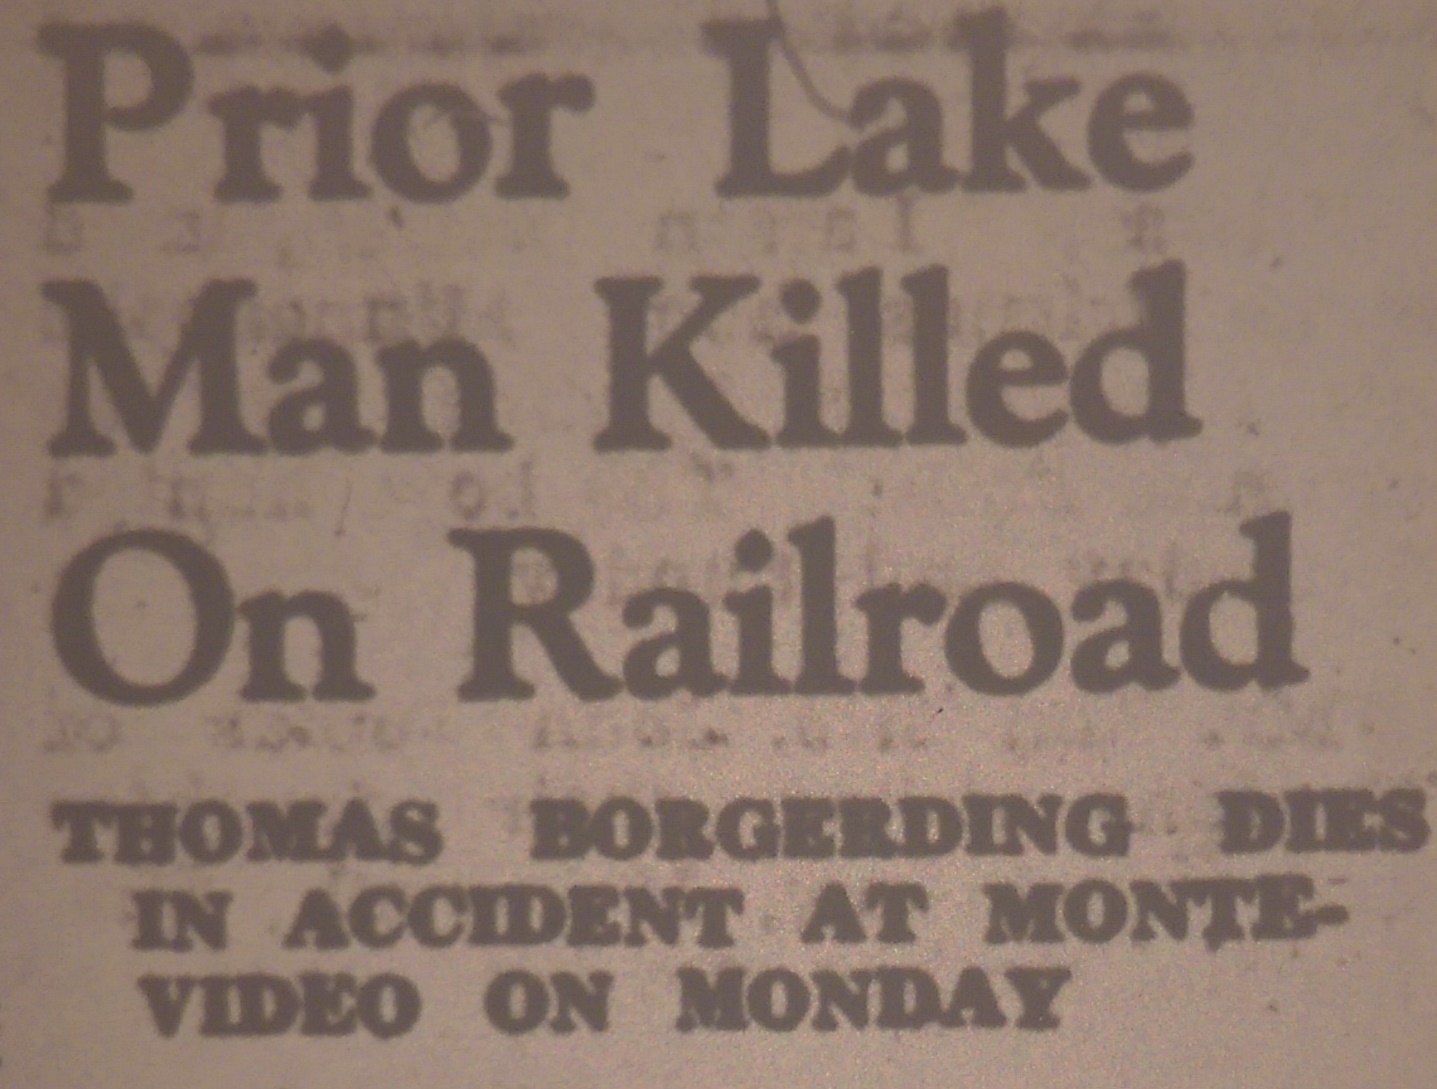 Prior Lake
Man Killed
On Railroad
THOMAS BORGERDING DIES
IN ACCIDENT AT MONTE-
VIDEO ON MONDAY